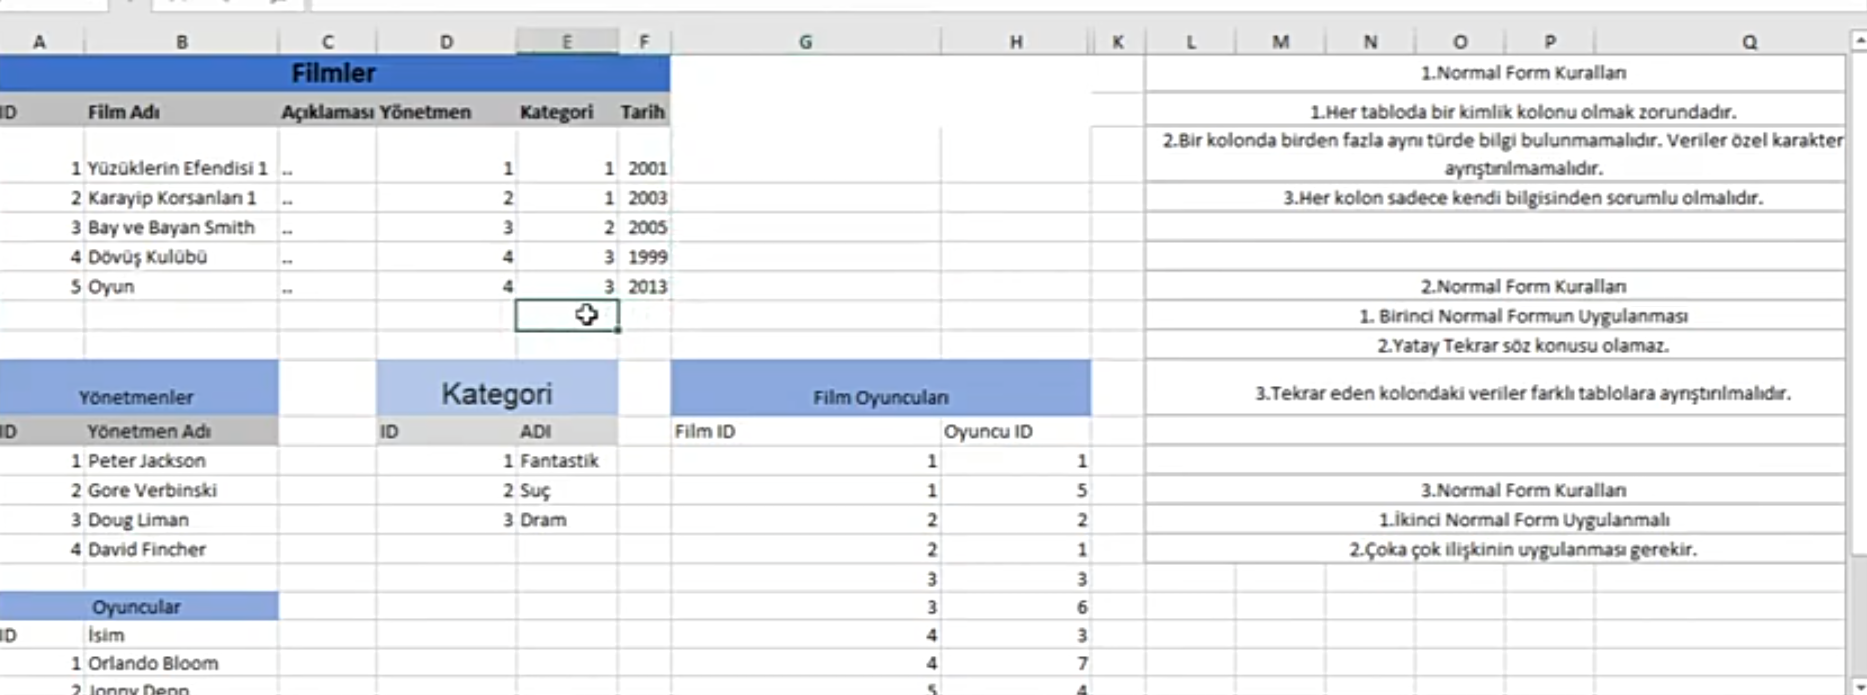 A B C D E F G H K L M N O P Q
Filmler
ID Film Adı Açıklaması Yönetmen Kategori Tarih
1 Yüzüklerin Efendisi 1 .. 1 1 2001
2 Karayip Korsanları 1 .. 2 1 2003
3 Bay ve Bayan Smith .. 3 2 2005
4 Dövüş Kulübü .. 4 3 1999
5 Oyun .. 4 3 2013
Yönetmenler
ID Yönetmen Adı
1 Peter Jackson
2 Gore Verbinski
3 Doug Liman
4 David Fincher
Kategori
ID ADI
1 Fantastik
2 Suç
3 Dram
Film Oyuncuları
Film ID Oyuncu ID
1 1
1 5
2 2
2 1
3 3
3 6
4 3
4 7
5 4
Oyuncular
ID İsim
1 Orlando Bloom
2 Jonny Depp
1.Normal Form Kuralları
1.Her tabloda bir kimlik kolonu olmak zorundadır.
2.Bir kolonda birden fazla aynı türde bilgi bulunmamalıdır. Veriler özel karakter
ayrıştırılmamalıdır.
3.Her kolon sadece kendi bilgisinden sorumlu olmalıdır.
2.Normal Form Kuralları
1. Birinci Normal Formun Uygulanması
2.Yatay Tekrar söz konusu olamaz.
3.Tekrar eden kolondaki veriler farklı tablolara ayrıştırılmalıdır.
3.Normal Form Kuralları
1.İkinci Normal Form Uygulanmalı
2.Çoka çok ilişkinin uygulanması gerekir.